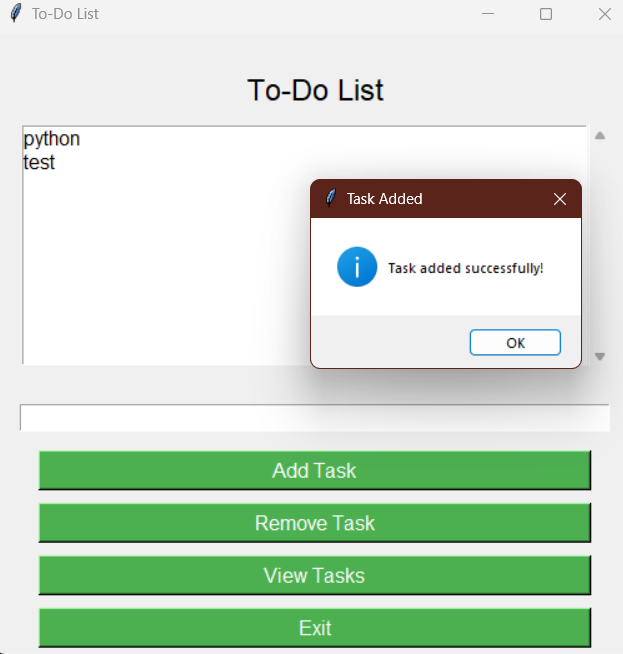 To-Do List
To-Do List
python
test
Task Added
Task added successfully!
OK
Add Task
Remove Task
View Tasks
Exit